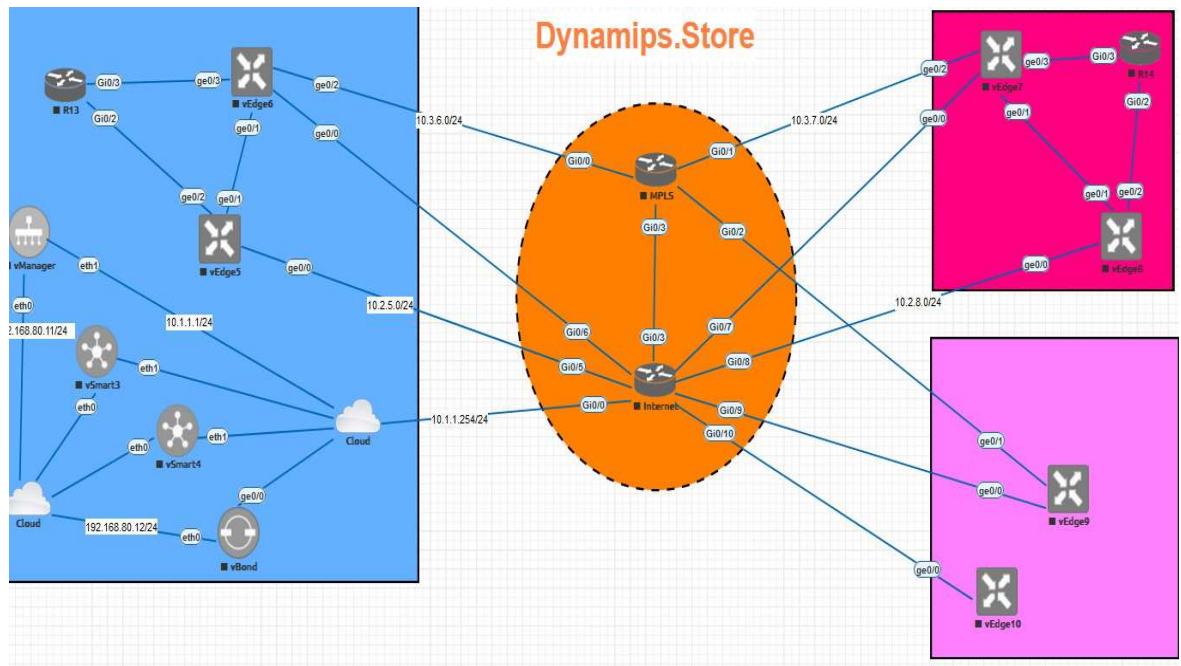 Dynamips.Store
R13
Gi0/3
ge0/3
vEdge6
ge0/2
Gi0/2
ge0/1
ge0/0
10.3.6.0/24
ge0/2
ge0/1
vEdge5
ge0/0
10.2.5.0/24
vManager
eth1
eth0
2.168.80.11/24
10.1.1.1/24
vSmart3
eth1
eth0
vSmart4
eth0
eth1
Cloud
10.1.1.254/24
ge0/0
Cloud
192.168.80.12/24
eth0
vBond
Gi0/0
Gi0/1
MPLS
Gi0/2
Gi0/3
Gi0/3
Gi0/6
Gi0/7
Gi0/5
Gi0/8
Gi0/0
Internet
Gi0/9
Gi0/10
10.3.7.0/24
ge0/2
vEdge7
ge0/3
Gi0/3
R14
ge0/0
ge0/1
Gi0/2
ge0/1
ge0/2
ge0/0
vEdge8
10.2.8.0/24
ge0/1
ge0/0
vEdge9
ge0/0
vEdge10